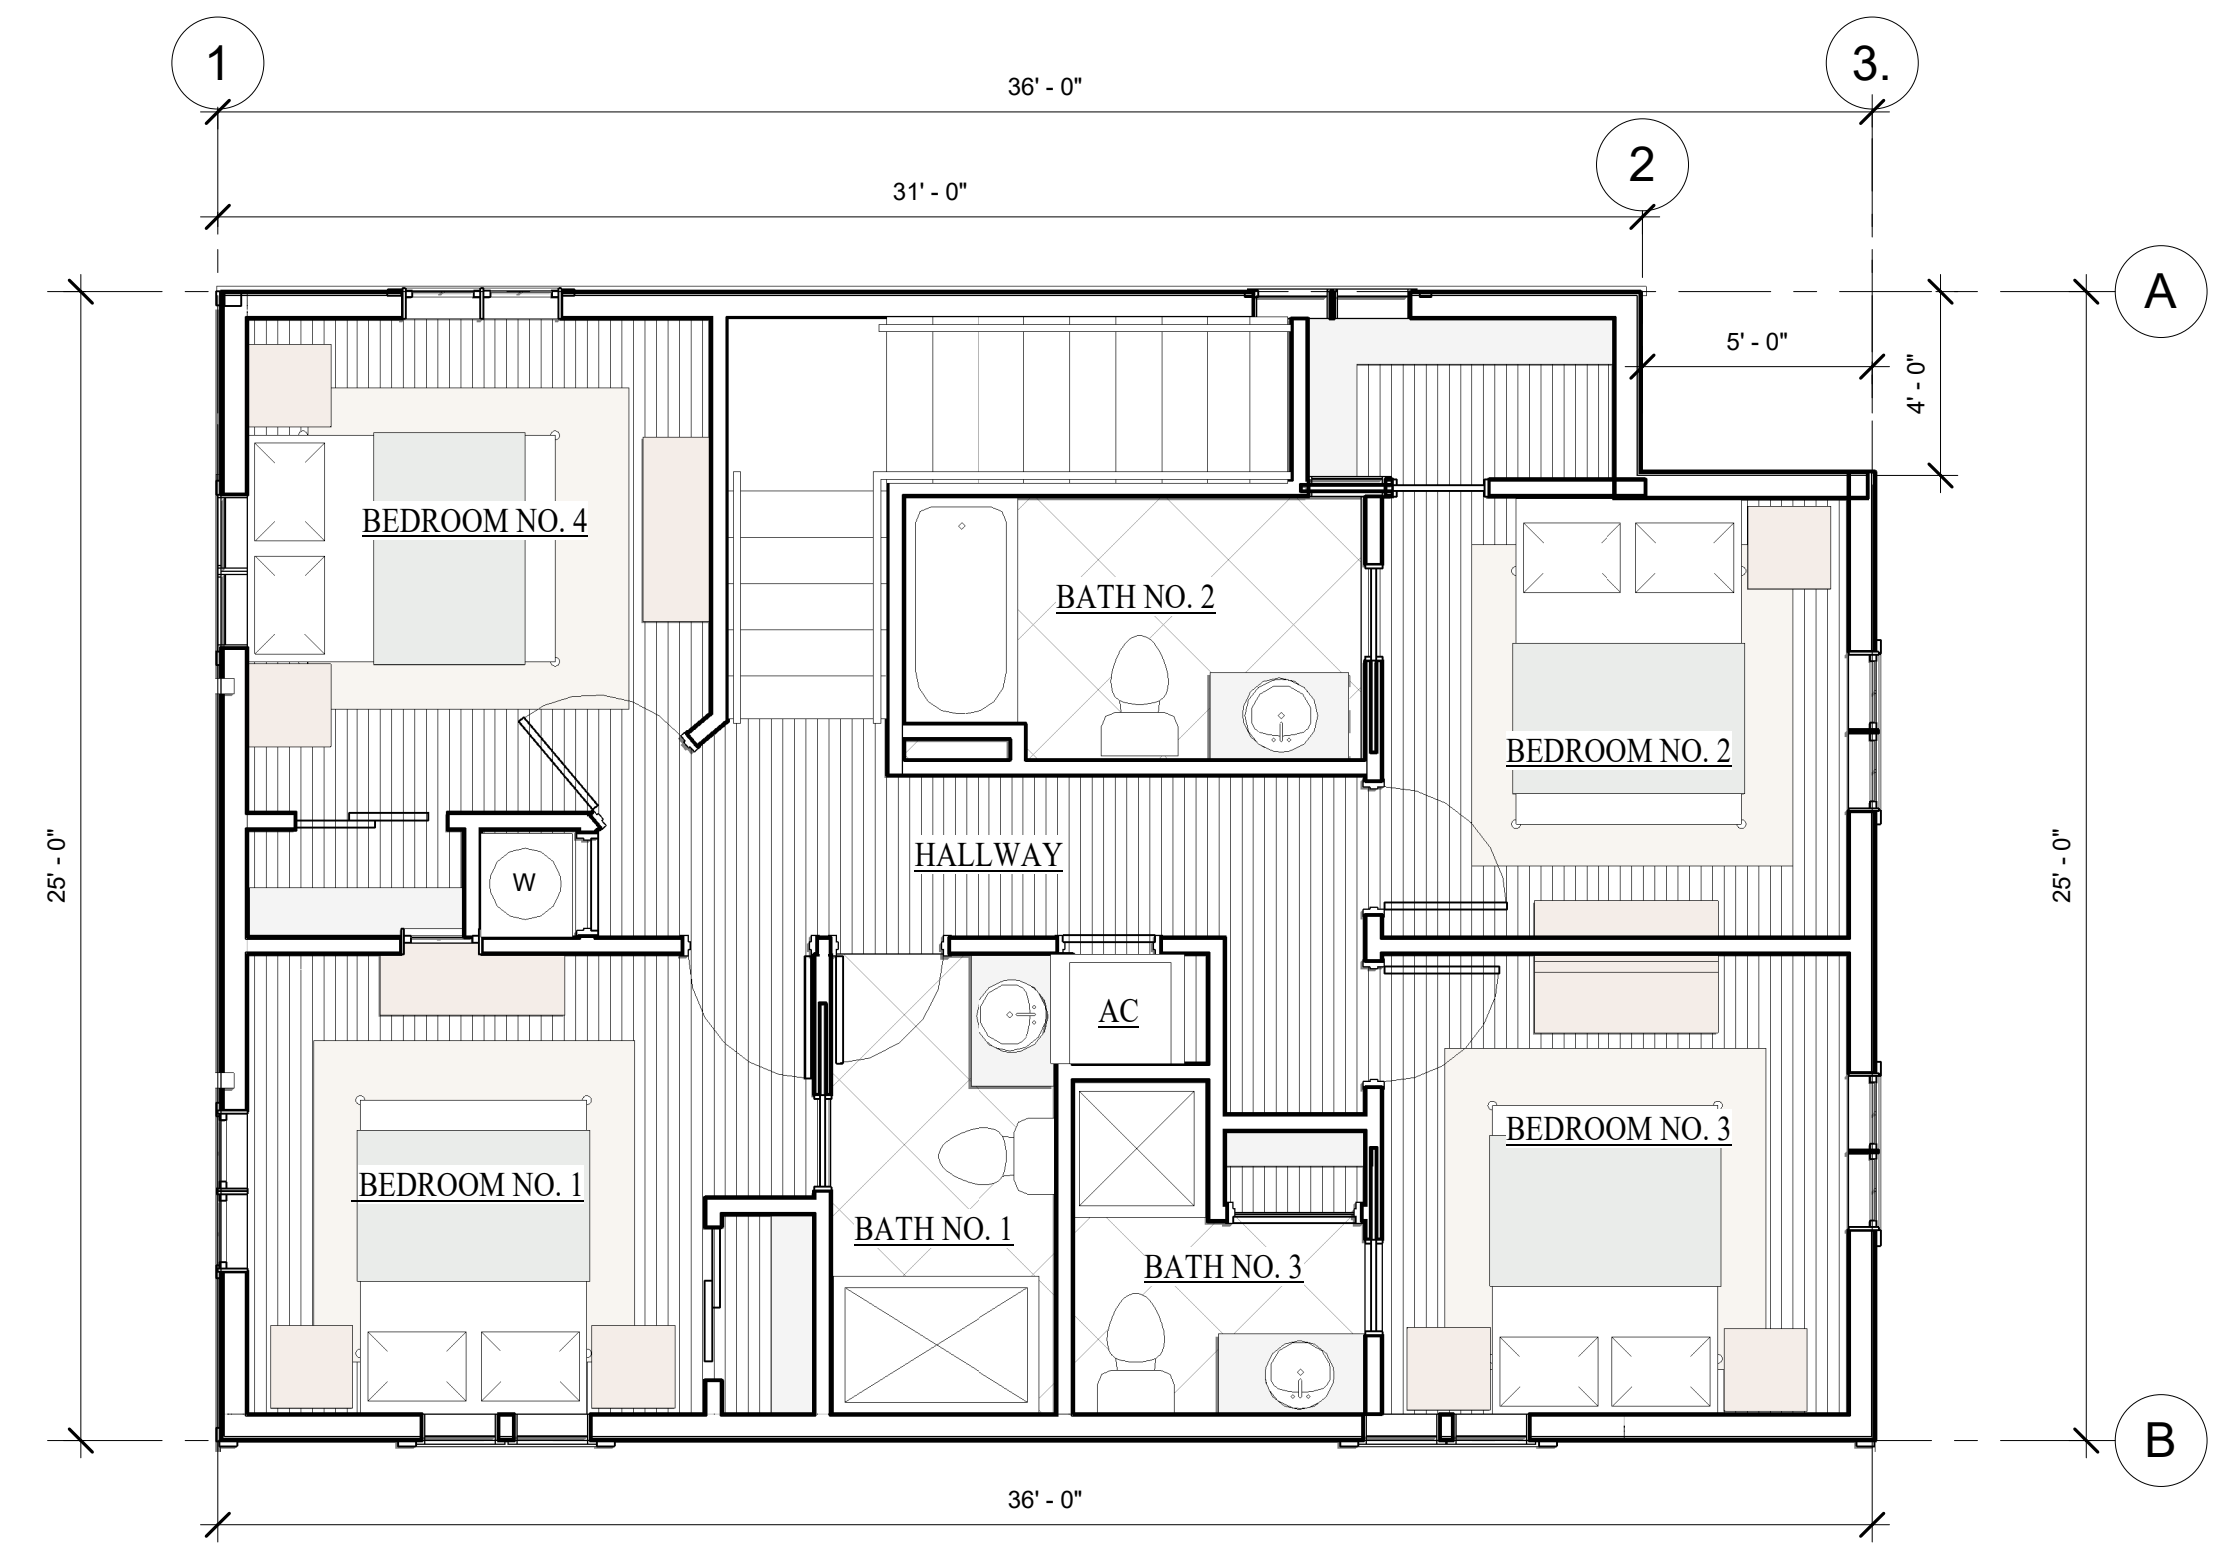 1
3.
36' - 0"
2
31' - 0"
A
5' - 0"
4' - 0"
BEDROOM NO. 4
BATH NO. 2
BEDROOM NO. 2
25' - 0"
W
HALLWAY
25' - 0"
AC
BEDROOM NO. 3
BEDROOM NO. 1
BATH NO. 1
BATH NO. 3
B
36' - 0"